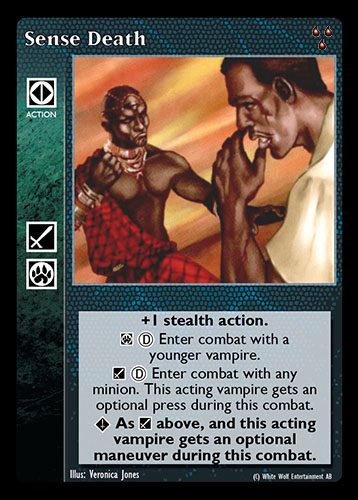 Sense Death
ACTION
+1 stealth action.
D Enter combat with a
younger vampire.
D Enter combat with any
minion. This acting vampire gets an
optional press during this combat.
As above, and this acting
vampire gets an optional
maneuver during this combat.
Illus: Veronica Jones
(C) White Wolf Entertainment AB